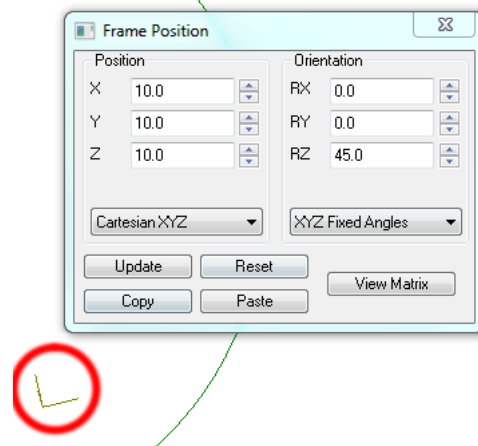 Frame Position
Position Orientation
X 10.0 RX 0.0
Y 10.0 RY 0.0
Z 10.0 RZ 45.0
Cartesian XYZ XYZ Fixed Angles
Update Reset
View Matrix
Copy Paste